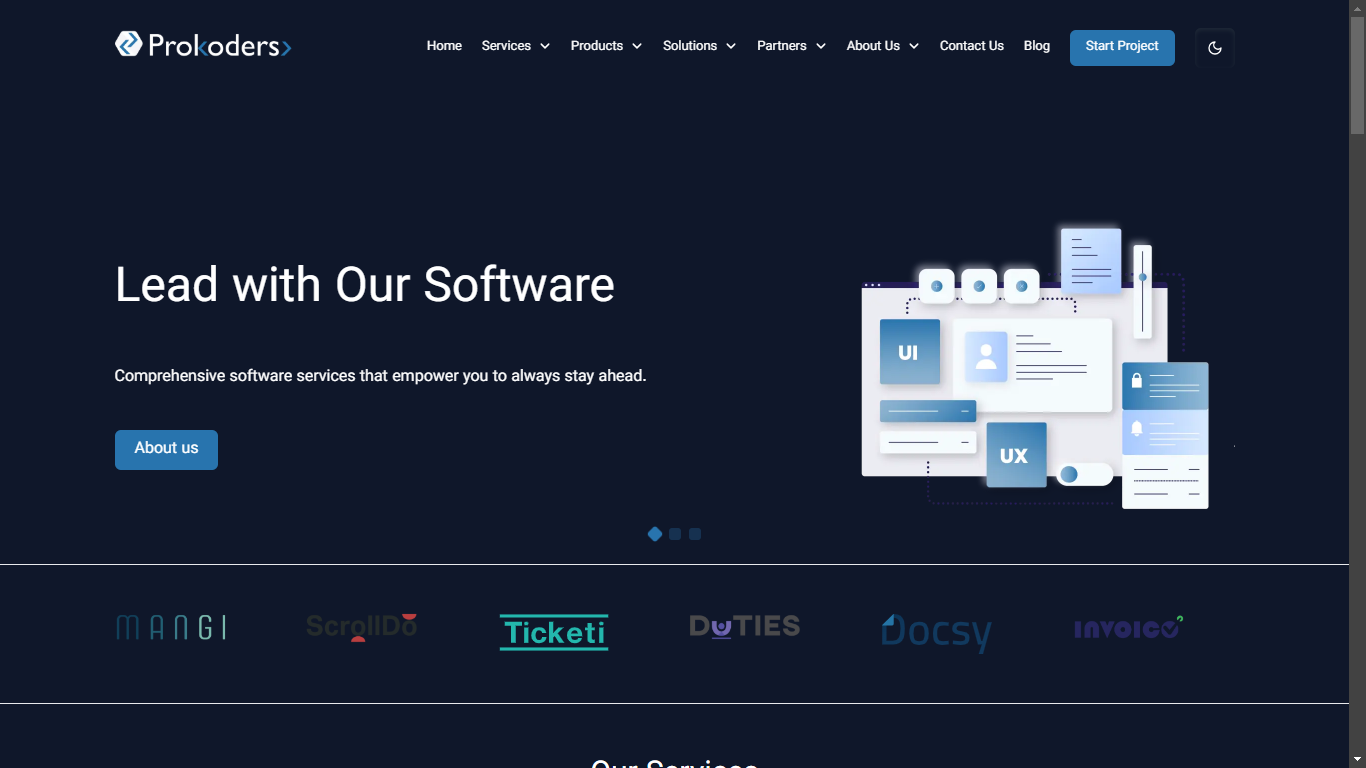 Prokoders
Home Services Products Solutions Partners About Us Contact Us Blog Start Project
Lead with Our Software
Comprehensive software services that empower you to always stay ahead.
About us
UI
UX
MANGI ScrollDo Ticketi DUTIES Docsy INVOICO
Our Services